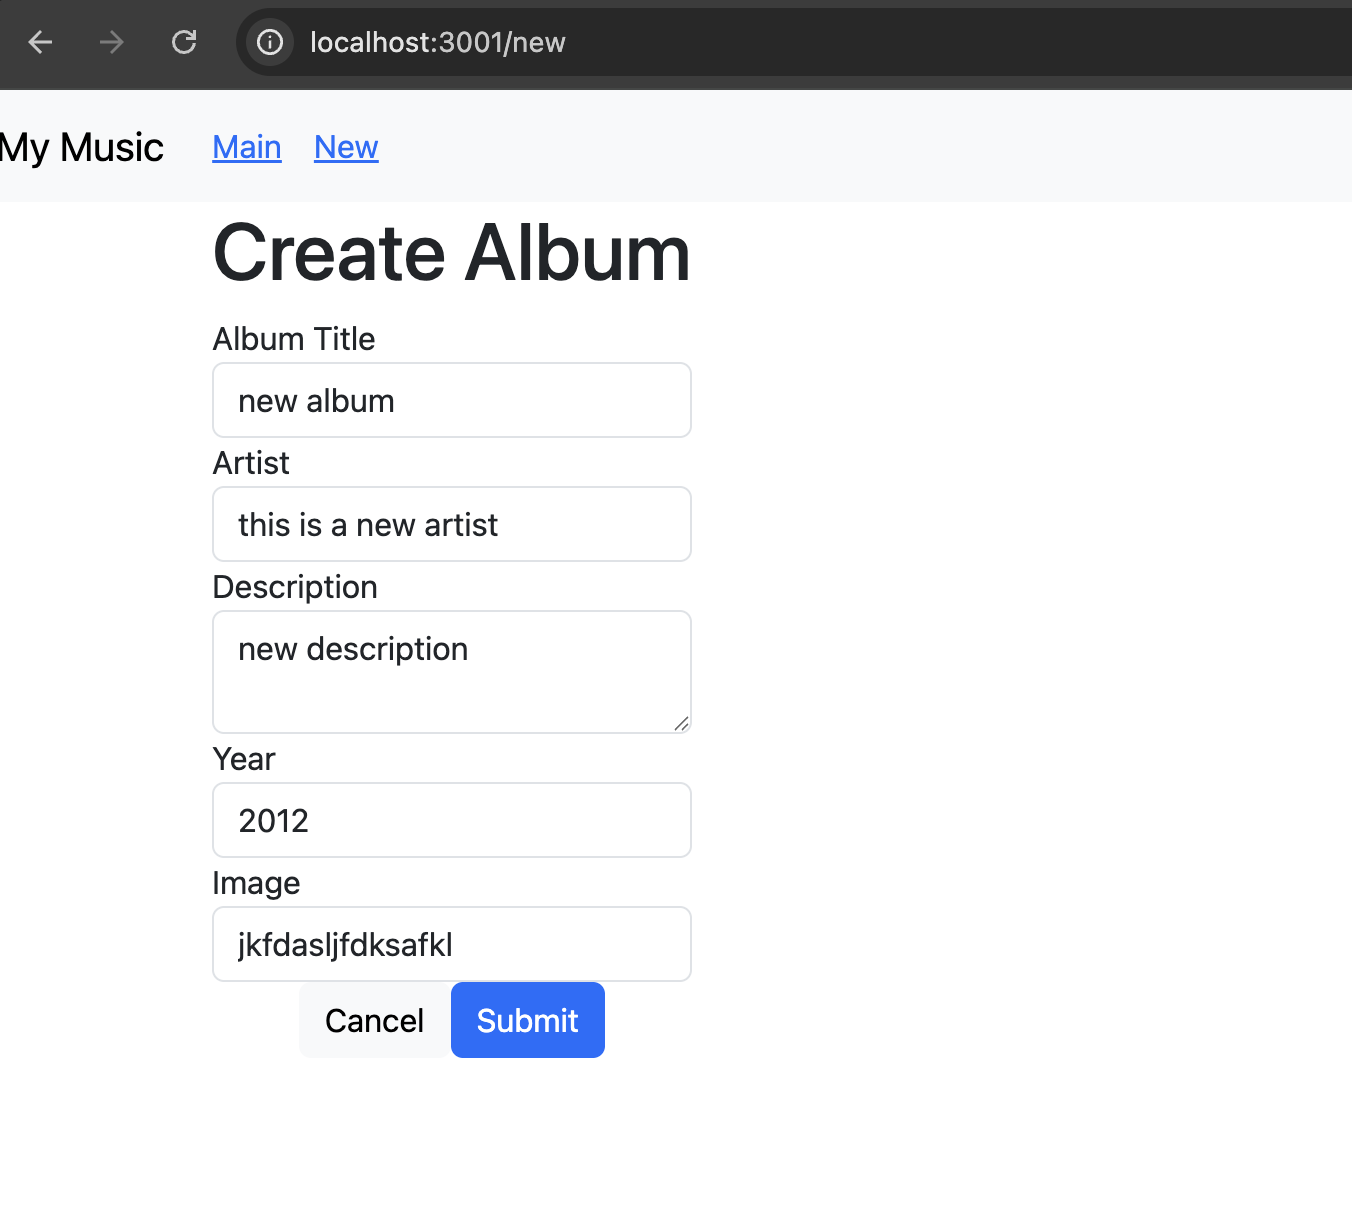 localhost:3001/new
My Music Main New
Create Album
Album Title
new album
Artist
this is a new artist
Description
new description
Year
2012
Image
jkfdasljfdksafkl
Cancel Submit